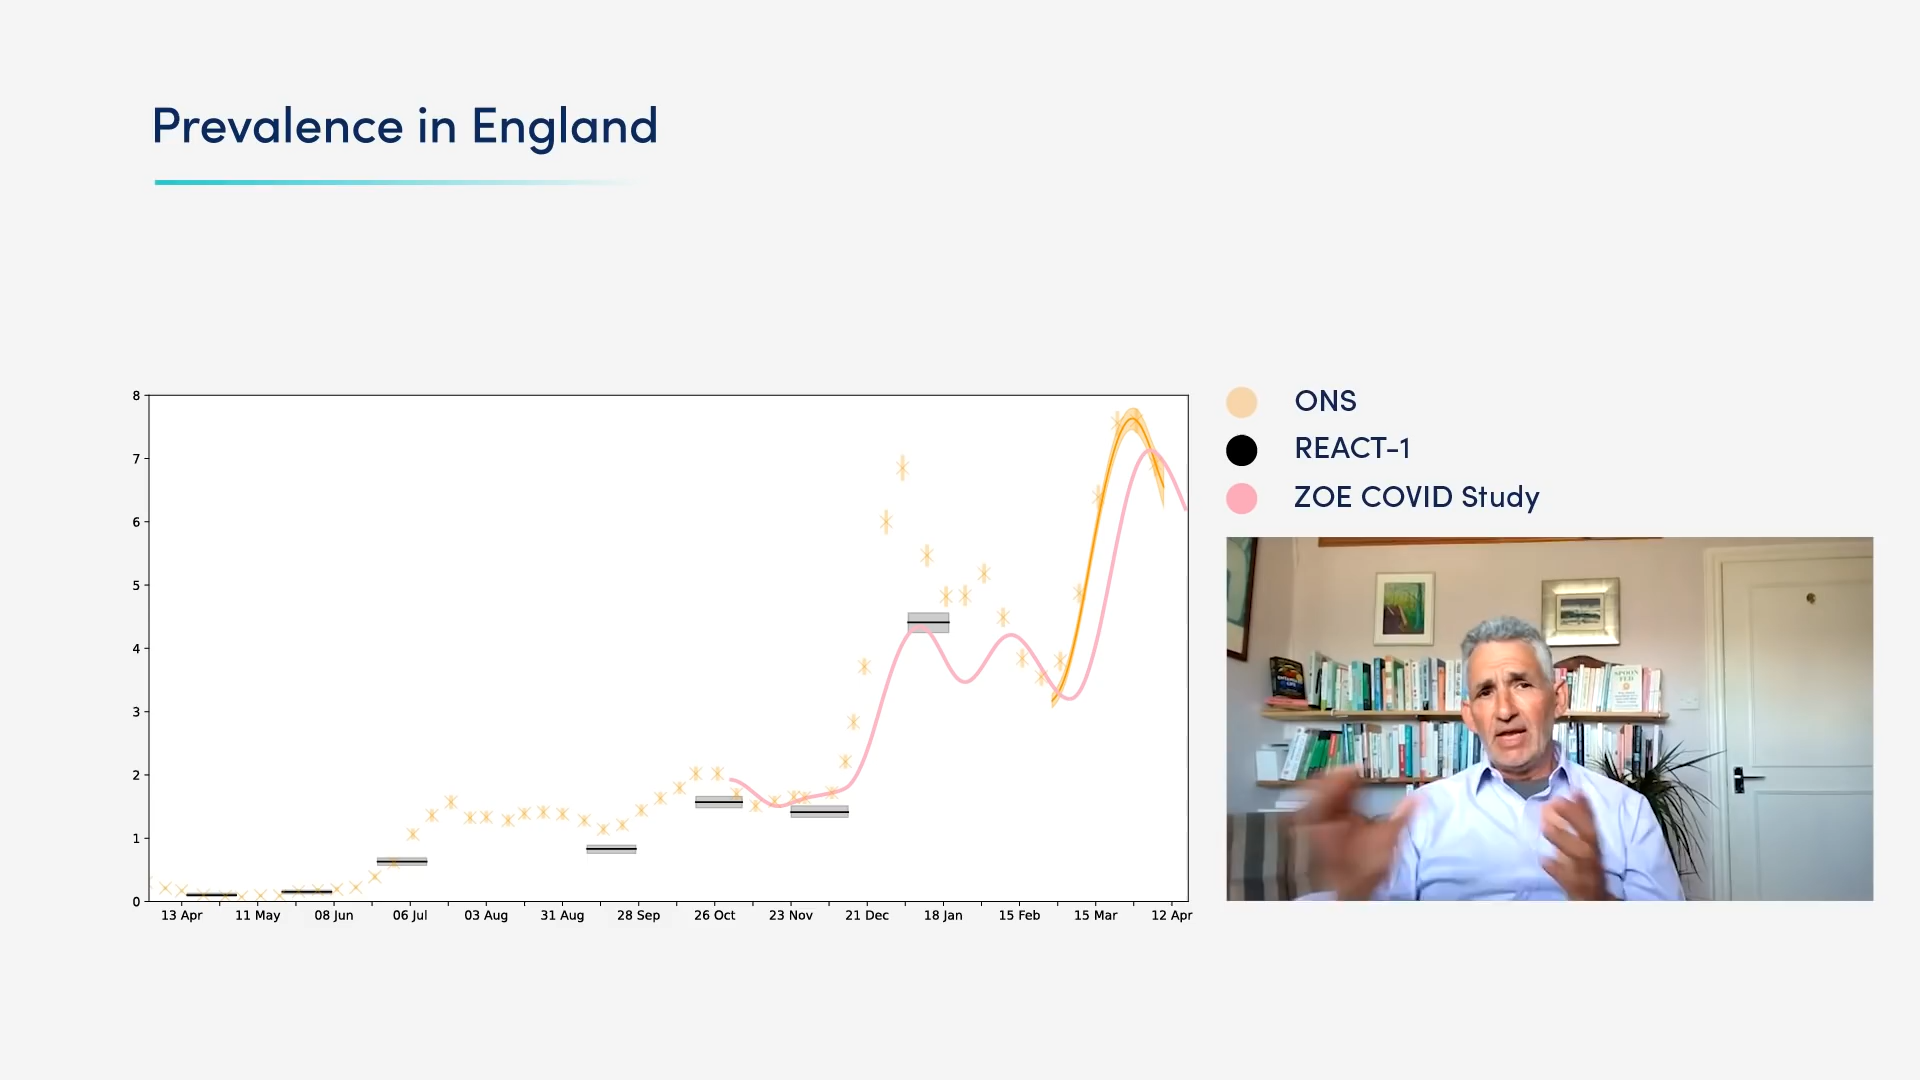 Prevalence in England
8
7
6
5
4
3
2
1
0
13 Apr 11 May 08 Jun 06 Jul 03 Aug 31 Aug 28 Sep 26 Oct 23 Nov 21 Dec 18 Jan 15 Feb 15 Mar 12 Apr
ONS
REACT-1
ZOE COVID Study
SPOON
FED